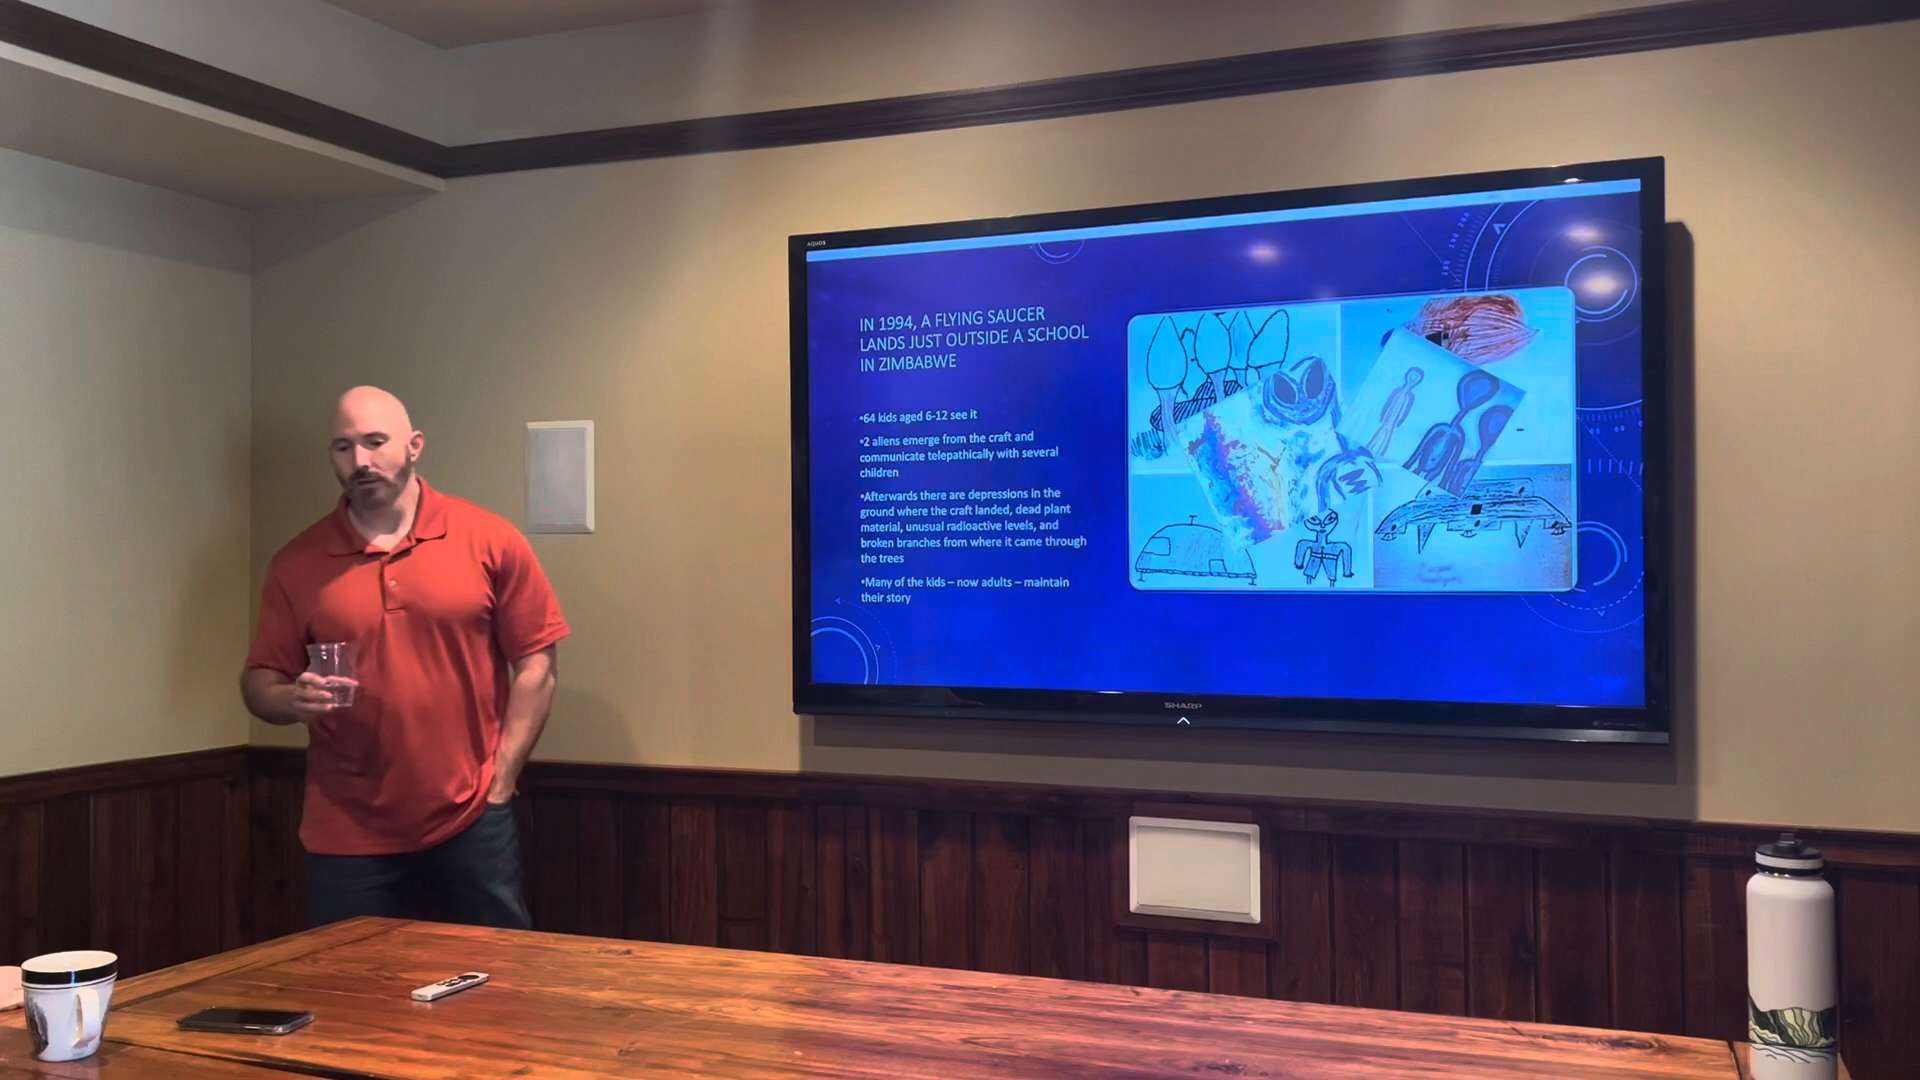 AQUOS
IN 1994, A FLYING SAUCER
LANDS JUST OUTSIDE A SCHOOL
IN ZIMBABWE
•64 kids aged 6-12 see it
•2 aliens emerge from the craft and
communicate telepathically with several
children
•Afterwards there are depressions in the
ground where the craft landed, dead plant
material, unusual radioactive levels, and
broken branches from where it came through
the trees
•Many of the kids – now adults – maintain
their story
SHARP